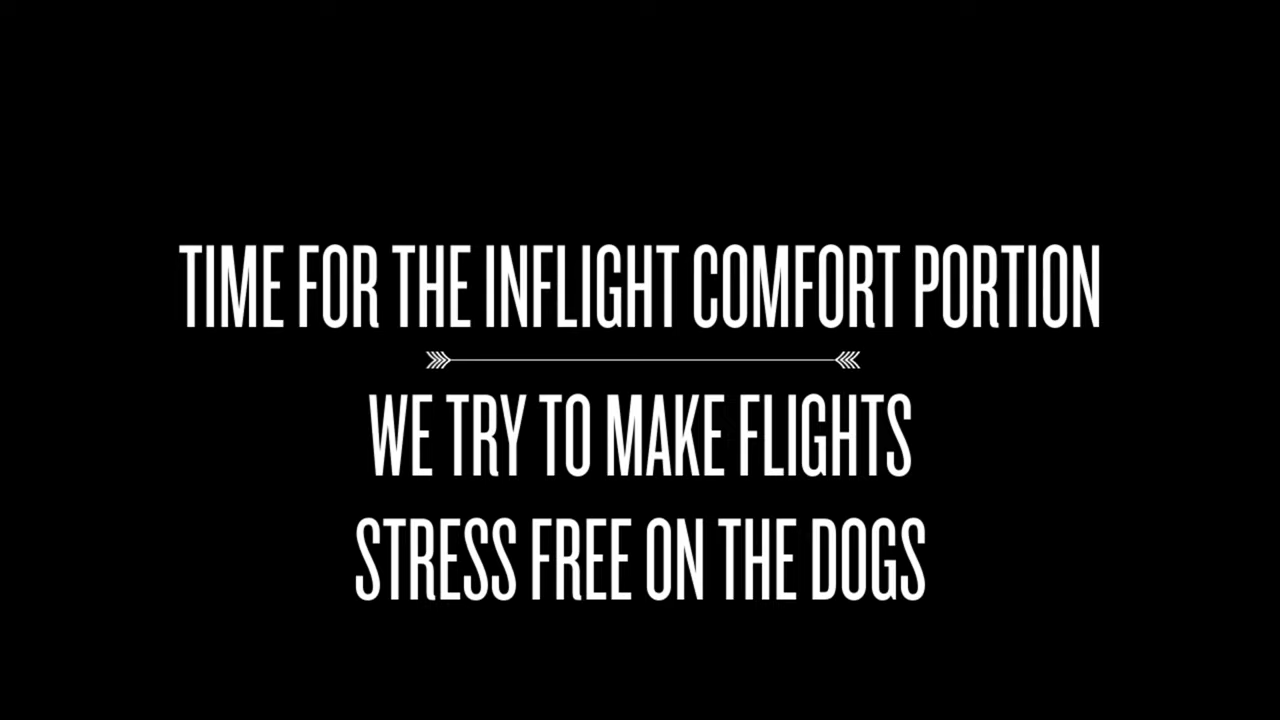 TIME FOR THE INFLIGHT COMFORT PORTION
WE TRY TO MAKE FLIGHTS
STRESS FREE ON THE DOGS